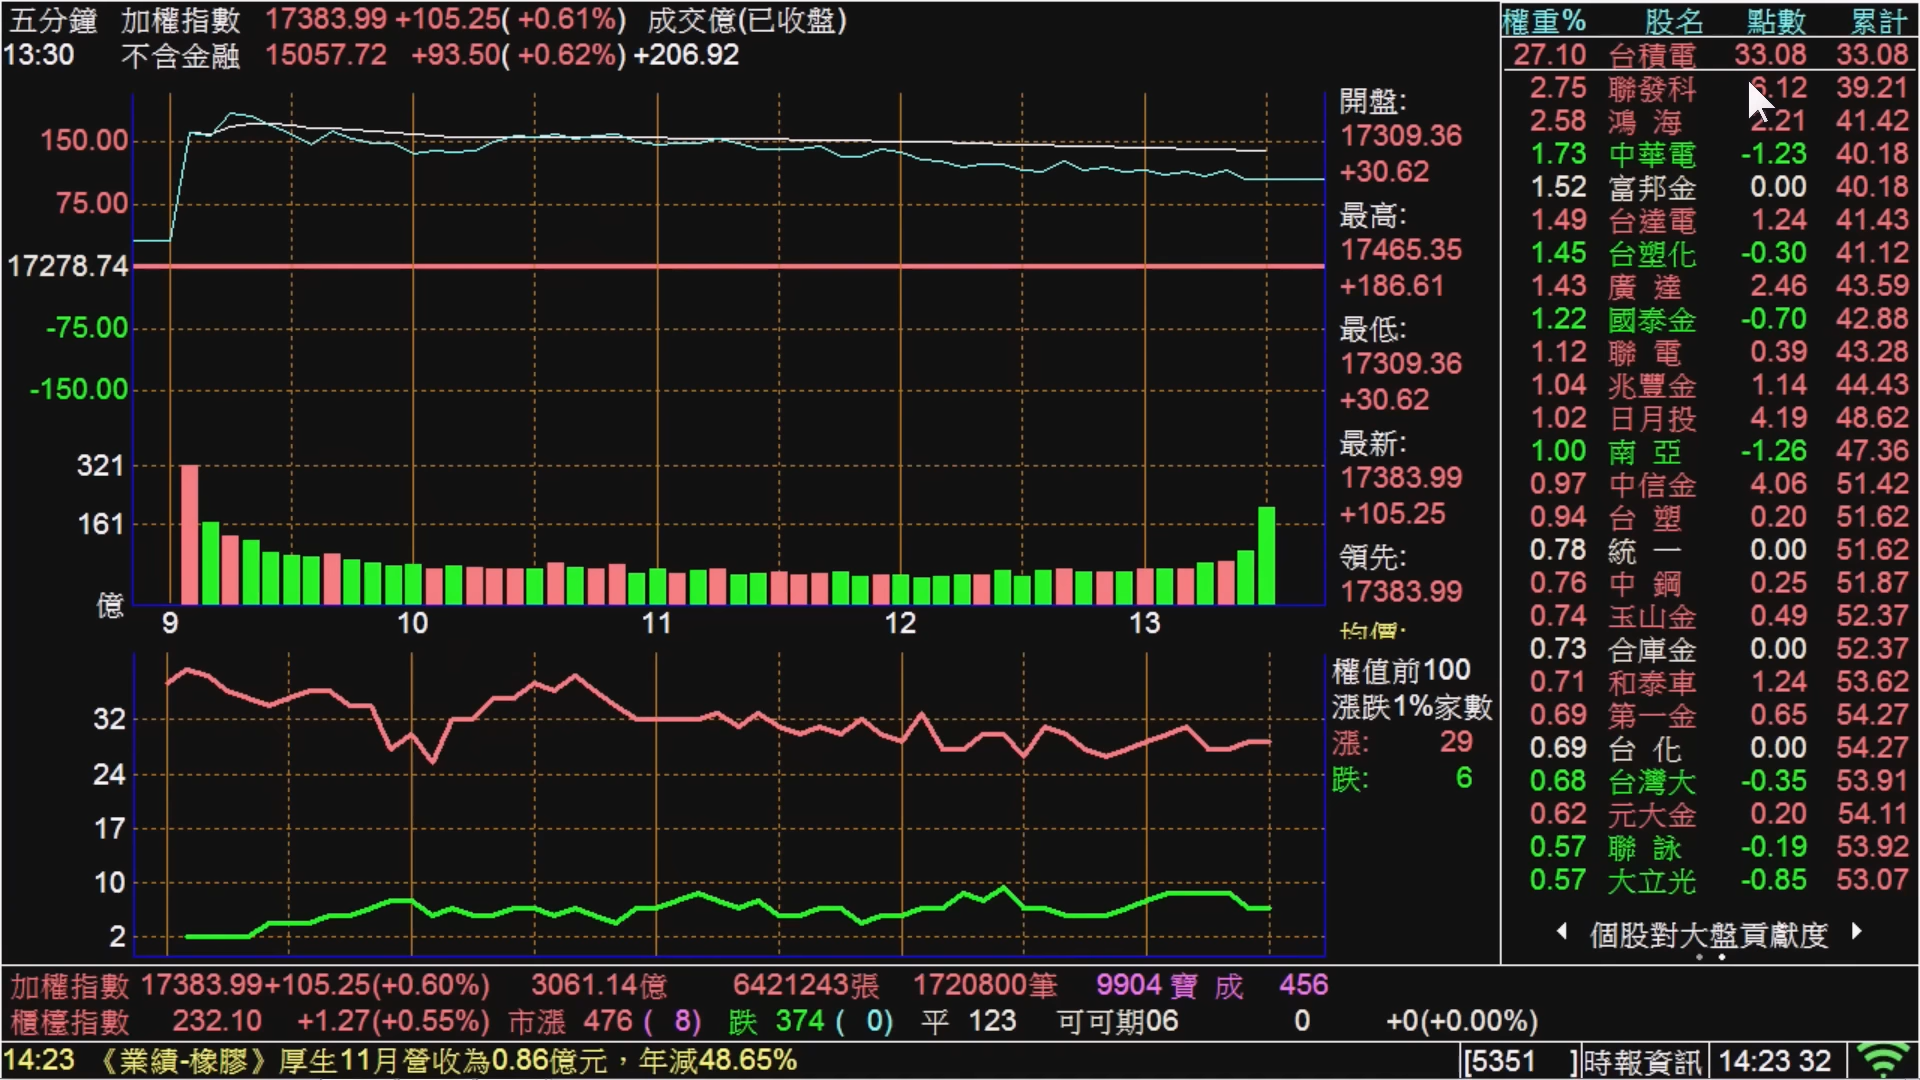 五分鐘 加權指數 17383.99 +105.25( +0.61%) 成交億(已收盤)
13:30 不含金融 15057.72 +93.50( +0.62%) +206.92
150.00
75.00
17278.74
-75.00
-150.00
321
161
億
9 10 11 12 13
開盤:
17309.36
+30.62
最高:
17465.35
+186.61
最低:
17309.36
+30.62
最新:
17383.99
+105.25
領先:
17383.99
均價:
32
24
17
10
2
權值前100
漲跌1%家數
漲: 29
跌: 6
權重% 股名 點數 累計
27.10 台積電 33.08 33.08
2.75 聯發科 6.12 39.21
2.58 鴻 海 2.21 41.42
1.73 中華電 -1.23 40.18
1.52 富邦金 0.00 40.18
1.49 台達電 1.24 41.43
1.45 台塑化 -0.30 41.12
1.43 廣 達 2.46 43.59
1.22 國泰金 -0.70 42.88
1.12 聯 電 0.39 43.28
1.04 兆豐金 1.14 44.43
1.02 日月投 4.19 48.62
1.00 南 亞 -1.26 47.36
0.97 中信金 4.06 51.42
0.94 台 塑 0.20 51.62
0.78 統 一 0.00 51.62
0.76 中 鋼 0.25 51.87
0.74 玉山金 0.49 52.37
0.73 合庫金 0.00 52.37
0.71 和泰車 1.24 53.62
0.69 第一金 0.65 54.27
0.69 台 化 0.00 54.27
0.68 台灣大 -0.35 53.91
0.62 元大金 0.20 54.11
0.57 聯 詠 -0.19 53.92
0.57 大立光 -0.85 53.07
個股對大盤貢獻度
加權指數 17383.99+105.25(+0.60%) 3061.14億 6421243張 1720800筆 9904 寶 成 456
櫃檯指數 232.10 +1.27(+0.55%) 市漲 476 ( 8) 跌 374 ( 0) 平 123 可可期06 0 +0(+0.00%)
14:23 《業績-橡膠》厚生11月營收為0.86億元，年減48.65% [5351 ]時報資訊 14:23 32